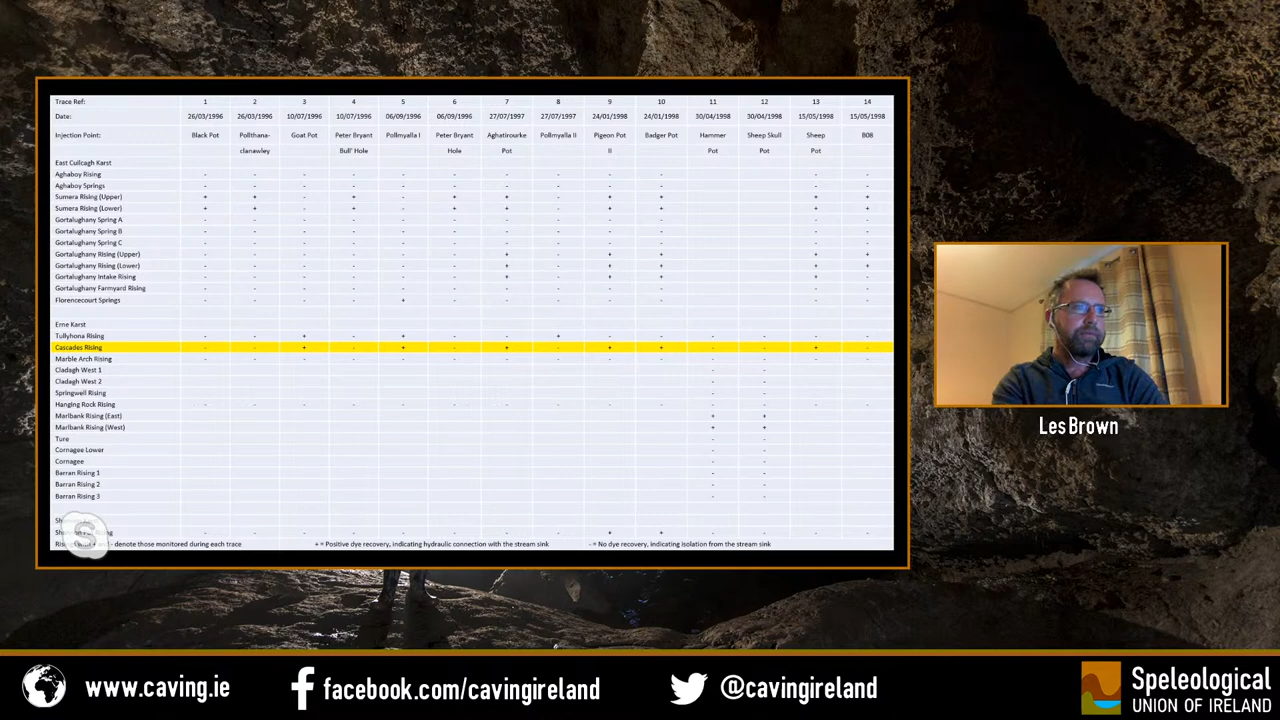 Trace Ref: 1 2 3 4 5 6 7 8 9 10 11 12 13 14
Date: 26/03/1996 26/03/1996 10/07/1996 10/07/1996 06/09/1996 06/09/1996 27/07/1997 27/07/1997 24/01/1998 24/01/1998 30/04/1998 30/04/1998 15/05/1998 15/05/1998
Injection Point: Black Pot Pollthana- Goat Pot Peter Bryant Pollmyalla I Peter Bryant Aghatirourke Pollmyalla II Pigeon Pot Badger Pot Hammer Sheep Skull Sheep B08
clanawley Bull' Hole Hole Pot II Pot Pot Pot
East Cuilcagh Karst
Aghaboy Rising - - - - - - - - - - - -
Aghaboy Springs - - - - - - - - - - - -
Sumera Rising (Upper) + + - + - + + - + + + +
Sumera Rising (Lower) + + - + - + + - + + + +
Gortalughany Spring A - - - - - - - - - - - -
Gortalughany Spring B - - - - - - - - - - - -
Gortalughany Spring C - - - - - - - - - - - -
Gortalughany Rising (Upper) - - - - - - + - + + + +
Gortalughany Rising (Lower) - - - - - - + - + + + +
Gortalughany Intake Rising - - - - - - + - + + + -
Gortalughany Farmyard Rising - - - - - - - - - - - -
Florencecourt Springs - - - - + - - - - - - -
Erne Karst
Tullyhona Rising - - + - + - - + - - - - - -
Cascades Rising - - + - + - + - + + - - + -
Marble Arch Rising - - - - - - - - - - - - - -
Cladagh West 1 - -
Cladagh West 2 - -
Springwell Rising - -
Hanging Rock Rising - - - - - - - - - - - - - -
Marlbank Rising (East) + +
Marlbank Rising (West) + +
Ture - -
Cornagee Lower - -
Cornagee - -
Barran Rising 1 - -
Barran Rising 2 - -
Barran Rising 3 - -
- - - - - - - - + + - - - -
- denote those monitored during each trace + = Positive dye recovery, indicating hydraulic connection with the stream sink - = No dye recovery, indicating isolation from the stream sink
Les Brown
www.caving.ie
facebook.com/cavingireland
@cavingireland
Speleological
UNION OF IRELAND